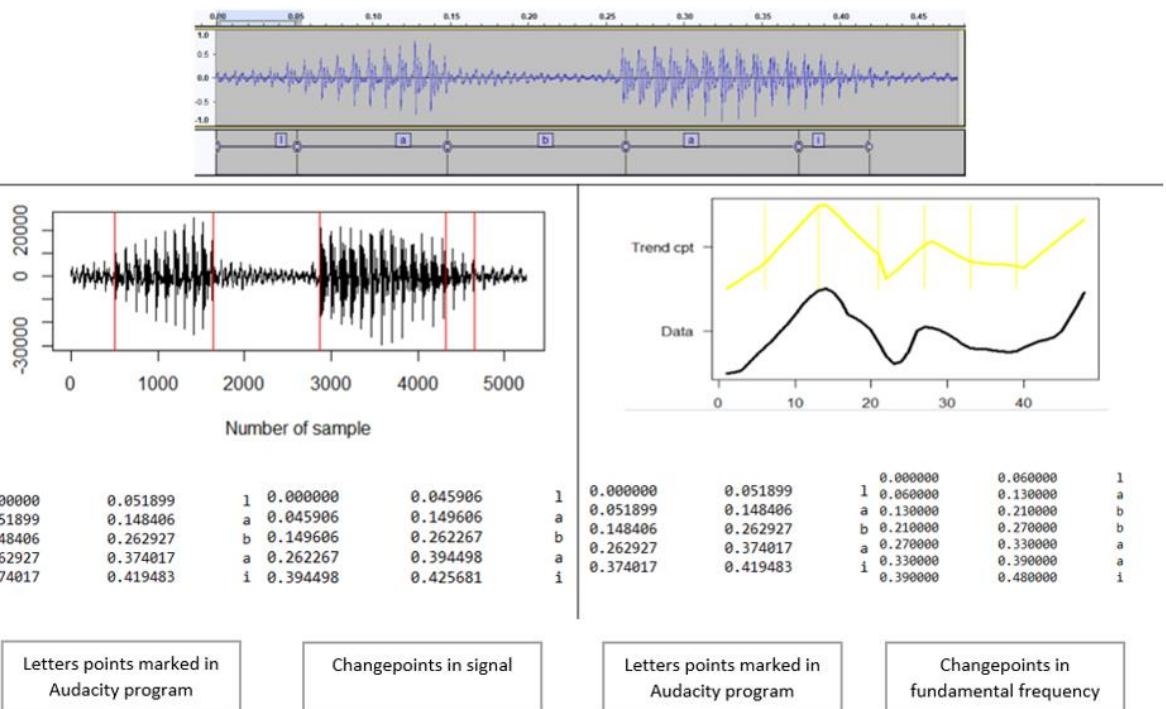 0.00 0.05 0.10 0.15 0.20 0.25 0.30 0.35 0.40 0.45
1.0
0.5
0.0
-0.5
-1.0
l a b a i
20000
0
-30000
0 1000 2000 3000 4000 5000
Number of sample
Trend cpt
Data
0 10 20 30 40
00000 0.051899 l
51899 0.148406 a
48406 0.262927 b
62927 0.374017 a
74017 0.419483 i
0.000000 0.045906 l
0.045906 0.149606 a
0.149606 0.262267 b
0.262267 0.394498 a
0.394498 0.425681 i
0.000000 0.051899 l
0.051899 0.148406 a
0.148406 0.262927 b
0.262927 0.374017 a
0.374017 0.419483 i
0.000000 0.060000 l
0.060000 0.130000 a
0.130000 0.210000 b
0.210000 0.270000 b
0.270000 0.330000 a
0.330000 0.390000 a
0.390000 0.480000 i
Letters points marked in
Audacity program
Changepoints in signal
Letters points marked in
Audacity program
Changepoints in
fundamental frequency